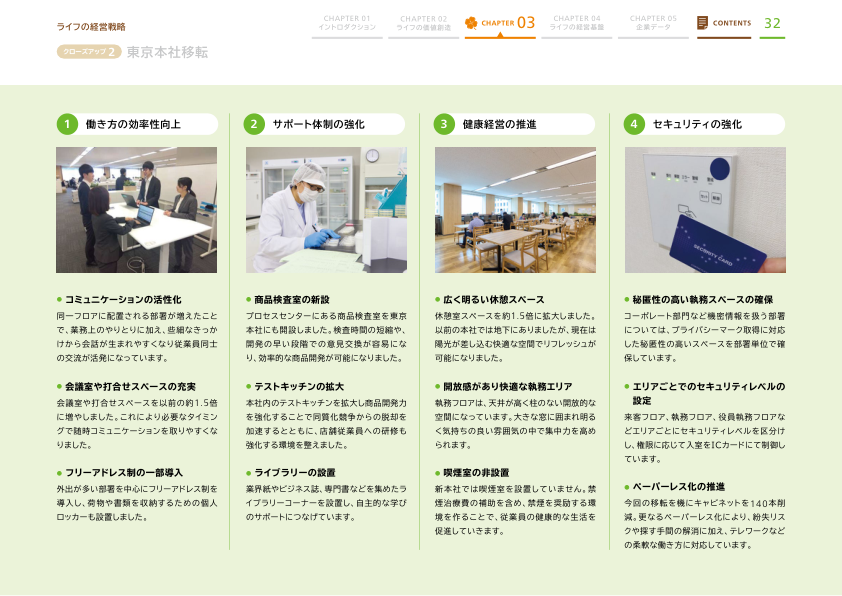 ライフの経営戦略
クローズアップ 2 東京本社移転
CHAPTER 01
イントロダクション
CHAPTER 02
ライフの価値創造
CHAPTER 03
CHAPTER 04
ライフの経営基盤
CHAPTER 05
企業データ
CONTENTS
32
1 働き方の効率性向上
● コミュニケーションの活性化
同一フロアに配置される部署が増えたこと
で、業務上のやりとりに加え、些細なきっか
けから会話が生まれやすくなり従業員同士
の交流が活発になっています。
● 会議室や打合せスペースの充実
会議室や打合せスペースを以前の約1.5倍
に増やしました。これにより必要なタイミン
グで随時コミュニケーションを取りやすくな
りました。
● フリーアドレス制の一部導入
外出が多い部署を中心にフリーアドレス制を
導入し、荷物や書類を収納するための個人
ロッカーも設置しました。
2 サポート体制の強化
● 商品検査室の新設
プロセスセンターにある商品検査室を東京
本社にも開設しました。検査時間の短縮や、
開発の早い段階での意見交換が容易にな
り、効率的な商品開発が可能になりました。
● テストキッチンの拡大
本社内のテストキッチンを拡大し商品開発力
を強化することで同質化競争からの脱却を
加速するとともに、店舗従業員への研修も
強化する環境を整えました。
● ライブラリーの設置
業界紙やビジネス誌、専門書などを集めたラ
イブラリーコーナーを設置し、自主的な学び
のサポートにつなげています。
3 健康経営の推進
● 広く明るい休憩スペース
休憩室スペースを約1.5倍に拡大しました。
以前の本社では地下にありましたが、現在は
陽光が差し込む快適な空間でリフレッシュが
可能になりました。
● 開放感があり快適な執務エリア
執務フロアは、天井が高く柱のない開放的な
空間になっています。大きな窓に囲まれ明る
く気持ちの良い雰囲気の中で集中力を高め
られます。
● 喫煙室の非設置
新本社では喫煙室を設置していません。禁
煙治療費の補助を含め、禁煙を奨励する環
境を作ることで、従業員の健康的な生活を
促進していきます。
4 セキュリティの強化
SECURITY CARD
● 秘匿性の高い執務スペースの確保
コーポレート部門など機密情報を扱う部署
については、プライバシーマーク取得に対応
した秘匿性の高いスペースを部署単位で確
保しています。
● エリアごとでのセキュリティレベルの
設定
来客フロア、執務フロア、役員執務フロアな
どエリアごとにセキュリティレベルを区分け
し、権限に応じて入室をICカードにて制御し
ています。
● ペーパーレス化の推進
今回の移転を機にキャビネットを140本削
減。更なるペーパーレス化により、紛失リス
クや探す手間の解消に加え、テレワークなど
の柔軟な働き方に対応しています。